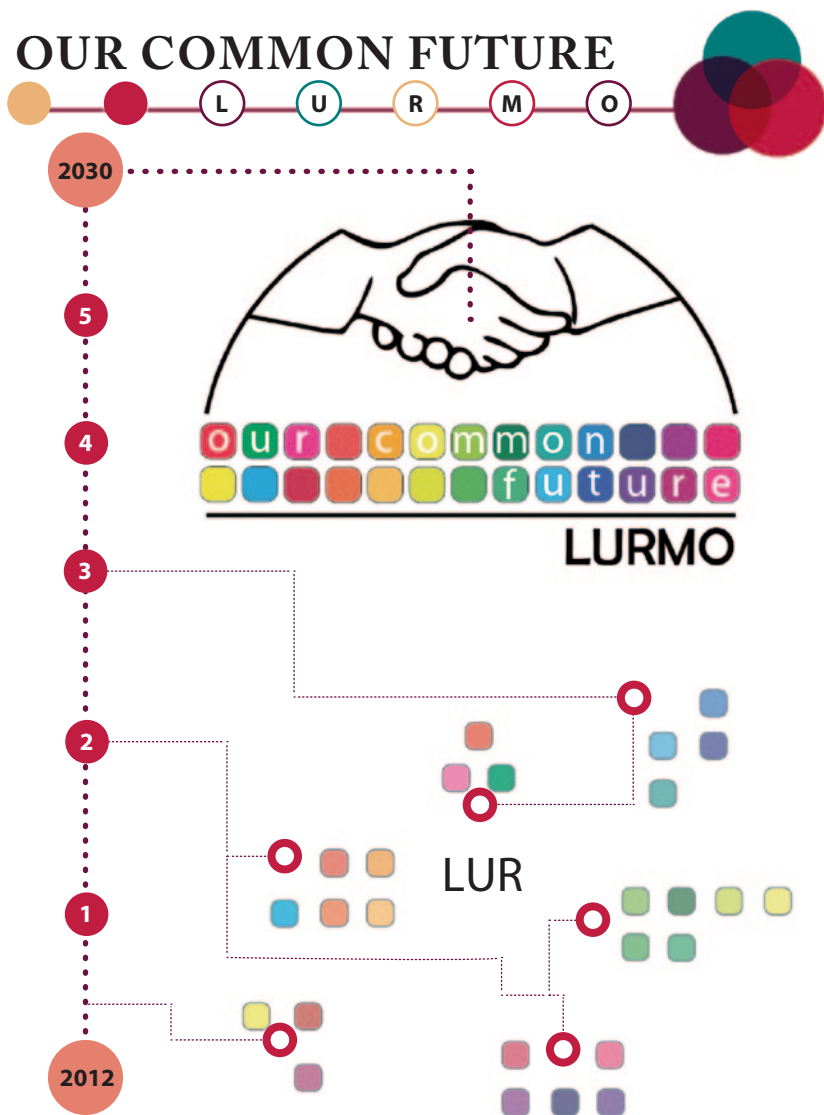 OUR COMMON FUTURE
L U R M O
2030
5
4
our common
future
LURMO
3
2
LUR
1
2012